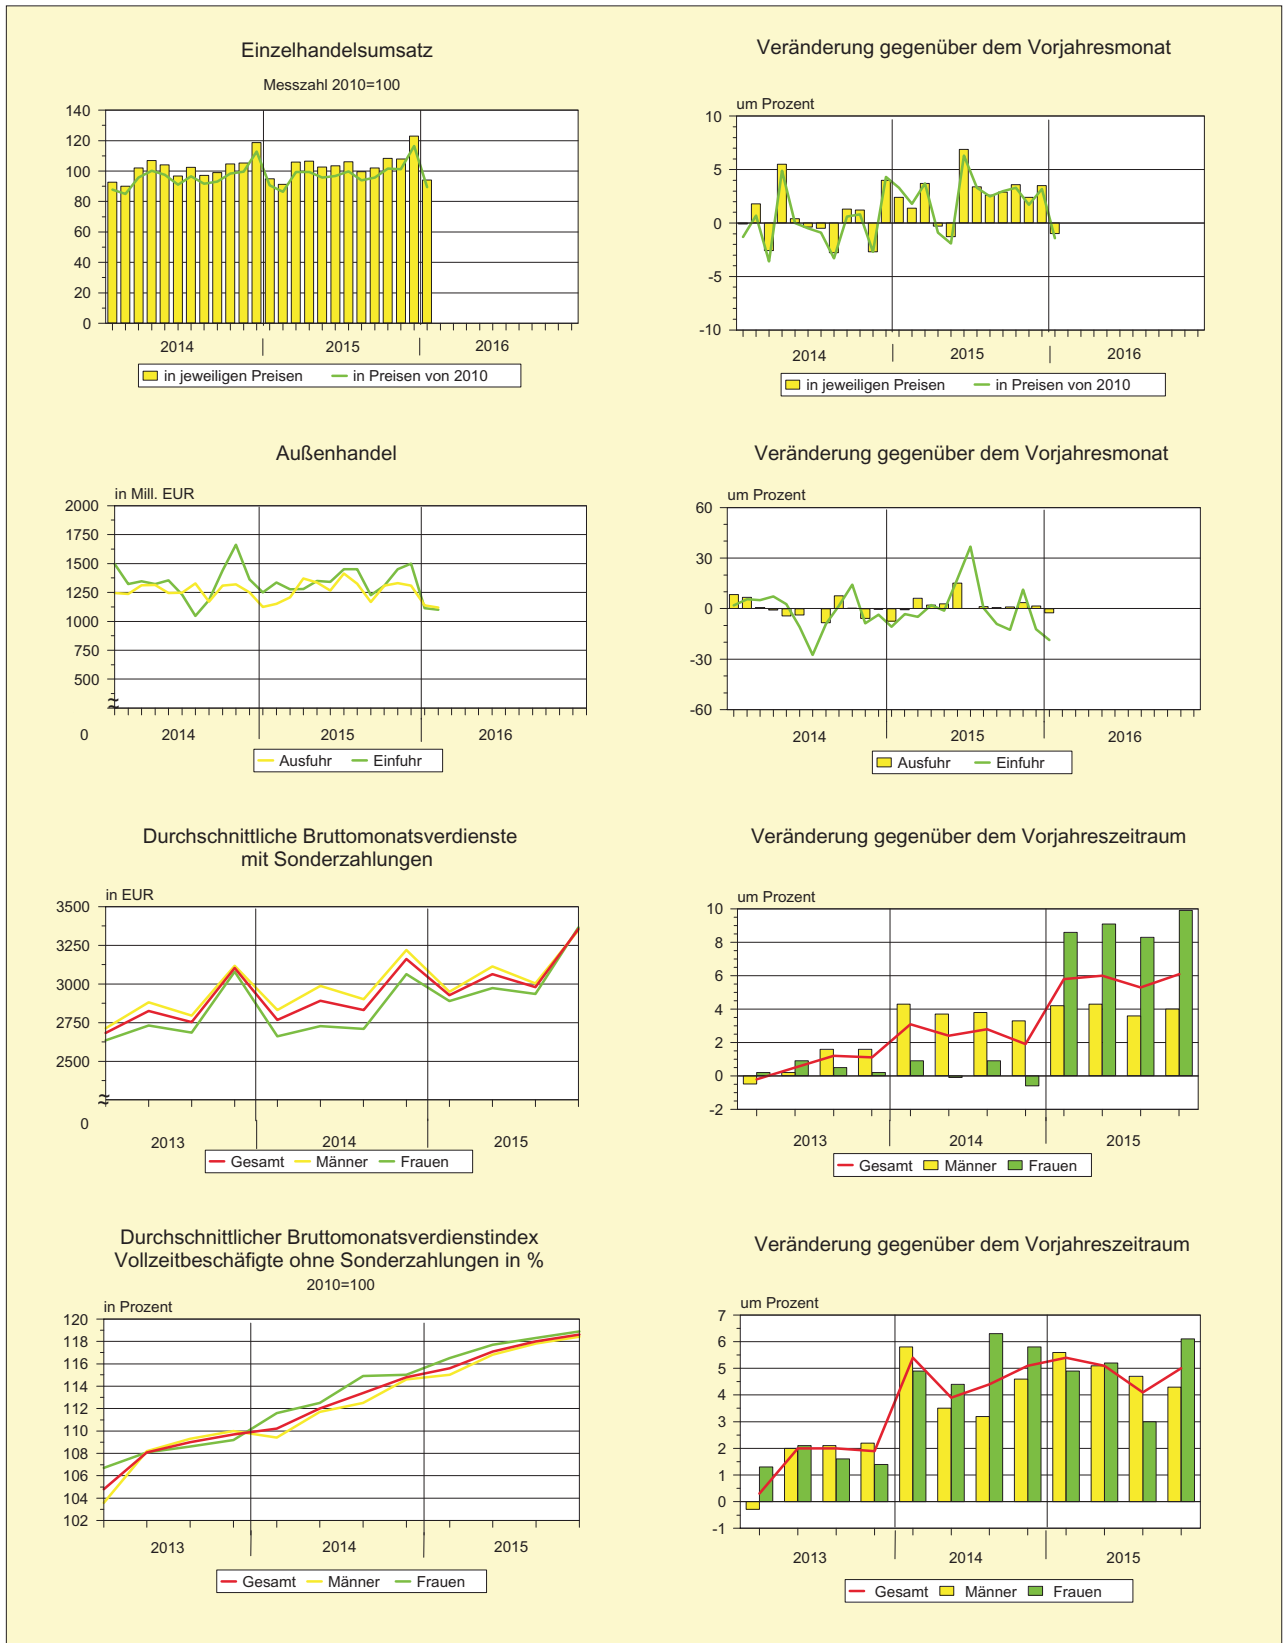 Einzelhandelsumsatz
Messzahl 2010=100
140
120
100
80
60
40
20
0
2014 2015 2016
in jeweiligen Preisen in Preisen von 2010
Veränderung gegenüber dem Vorjahresmonat
um Prozent
10
5
0
-5
-10
2014 2015 2016
in jeweiligen Preisen in Preisen von 2010
Außenhandel
in Mill. EUR
2000
1750
1500
1250
1000
750
500
0
2014 2015 2016
Ausfuhr Einfuhr
Veränderung gegenüber dem Vorjahresmonat
um Prozent
60
30
0
-30
-60
2014 2015 2016
Ausfuhr Einfuhr
Durchschnittliche Bruttomonatsverdienste
mit Sonderzahlungen
in EUR
3500
3250
3000
2750
2500
0
2013 2014 2015
Gesamt Männer Frauen
Veränderung gegenüber dem Vorjahreszeitraum
um Prozent
10
8
6
4
2
0
-2
2013 2014 2015
Gesamt Männer Frauen
Durchschnittlicher Bruttomonatsverdienstindex
Vollzeitbeschäfigte ohne Sonderzahlungen in %
2010=100
in Prozent
120
118
116
114
112
110
108
106
104
102
2013 2014 2015
Gesamt Männer Frauen
Veränderung gegenüber dem Vorjahreszeitraum
um Prozent
7
6
5
4
3
2
1
0
-1
2013 2014 2015
Gesamt Männer Frauen